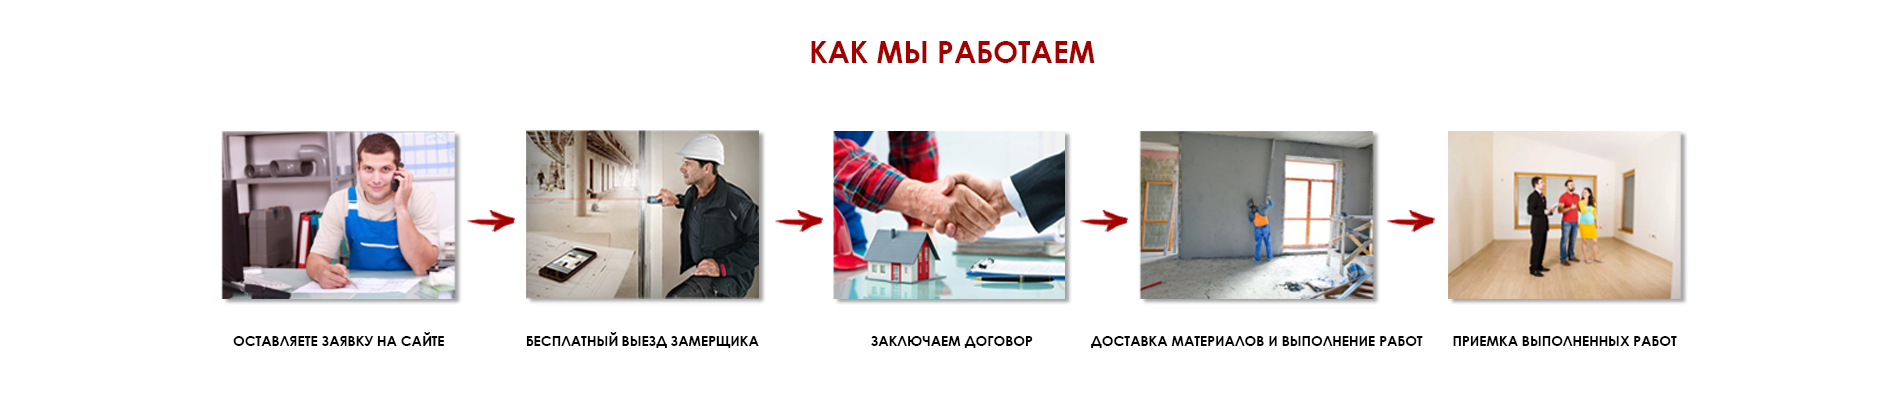 КАК МЫ РАБОТАЕМ
ОСТАВЛЯЕТЕ ЗАЯВКУ НА САЙТЕ
БЕСПЛАТНЫЙ ВЫЕЗД ЗАМЕРЩИКА
ЗАКЛЮЧАЕМ ДОГОВОР
ДОСТАВКА МАТЕРИАЛОВ И ВЫПОЛНЕНИЕ РАБОТ
ПРИЕМКА ВЫПОЛНЕННЫХ РАБОТ